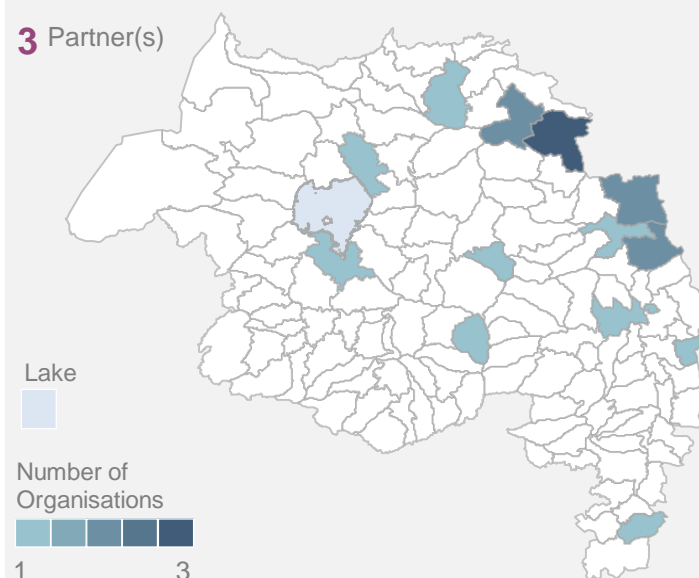 3 Partner(s)
Lake
Number of
Organisations
1 3